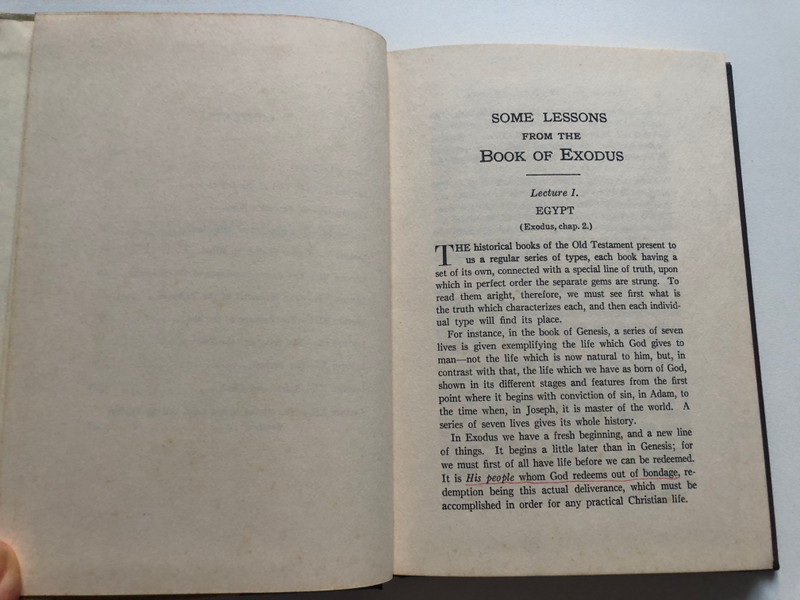 SOME LESSONS
FROM THE
BOOK OF EXODUS
Lecture I.
EGYPT
(Exodus, chap. 2.)
THE historical books of the Old Testament present to
us a regular series of types, each book having a
set of its own, connected with a special line of truth, upon
which in perfect order the separate gems are strung. To
read them aright, therefore, we must see first what is
the truth which characterizes each, and then each individ-
ual type will find its place.
For instance, in the book of Genesis, a series of seven
lives is given exemplifying the life which God gives to
man—not the life which is now natural to him, but, in
contrast with that, the life which we have as born of God,
shown in its different stages and features from the first
point where it begins with conviction of sin, in Adam, to
the time when, in Joseph, it is master of the world. A
series of seven lives gives its whole history.
In Exodus we have a fresh beginning, and a new line
of things. It begins a little later than in Genesis; for
we must first of all have life before we can be redeemed.
It is His people whom God redeems out of bondage, re-
demption being this actual deliverance, which must be
accomplished in order for any practical Christian life.